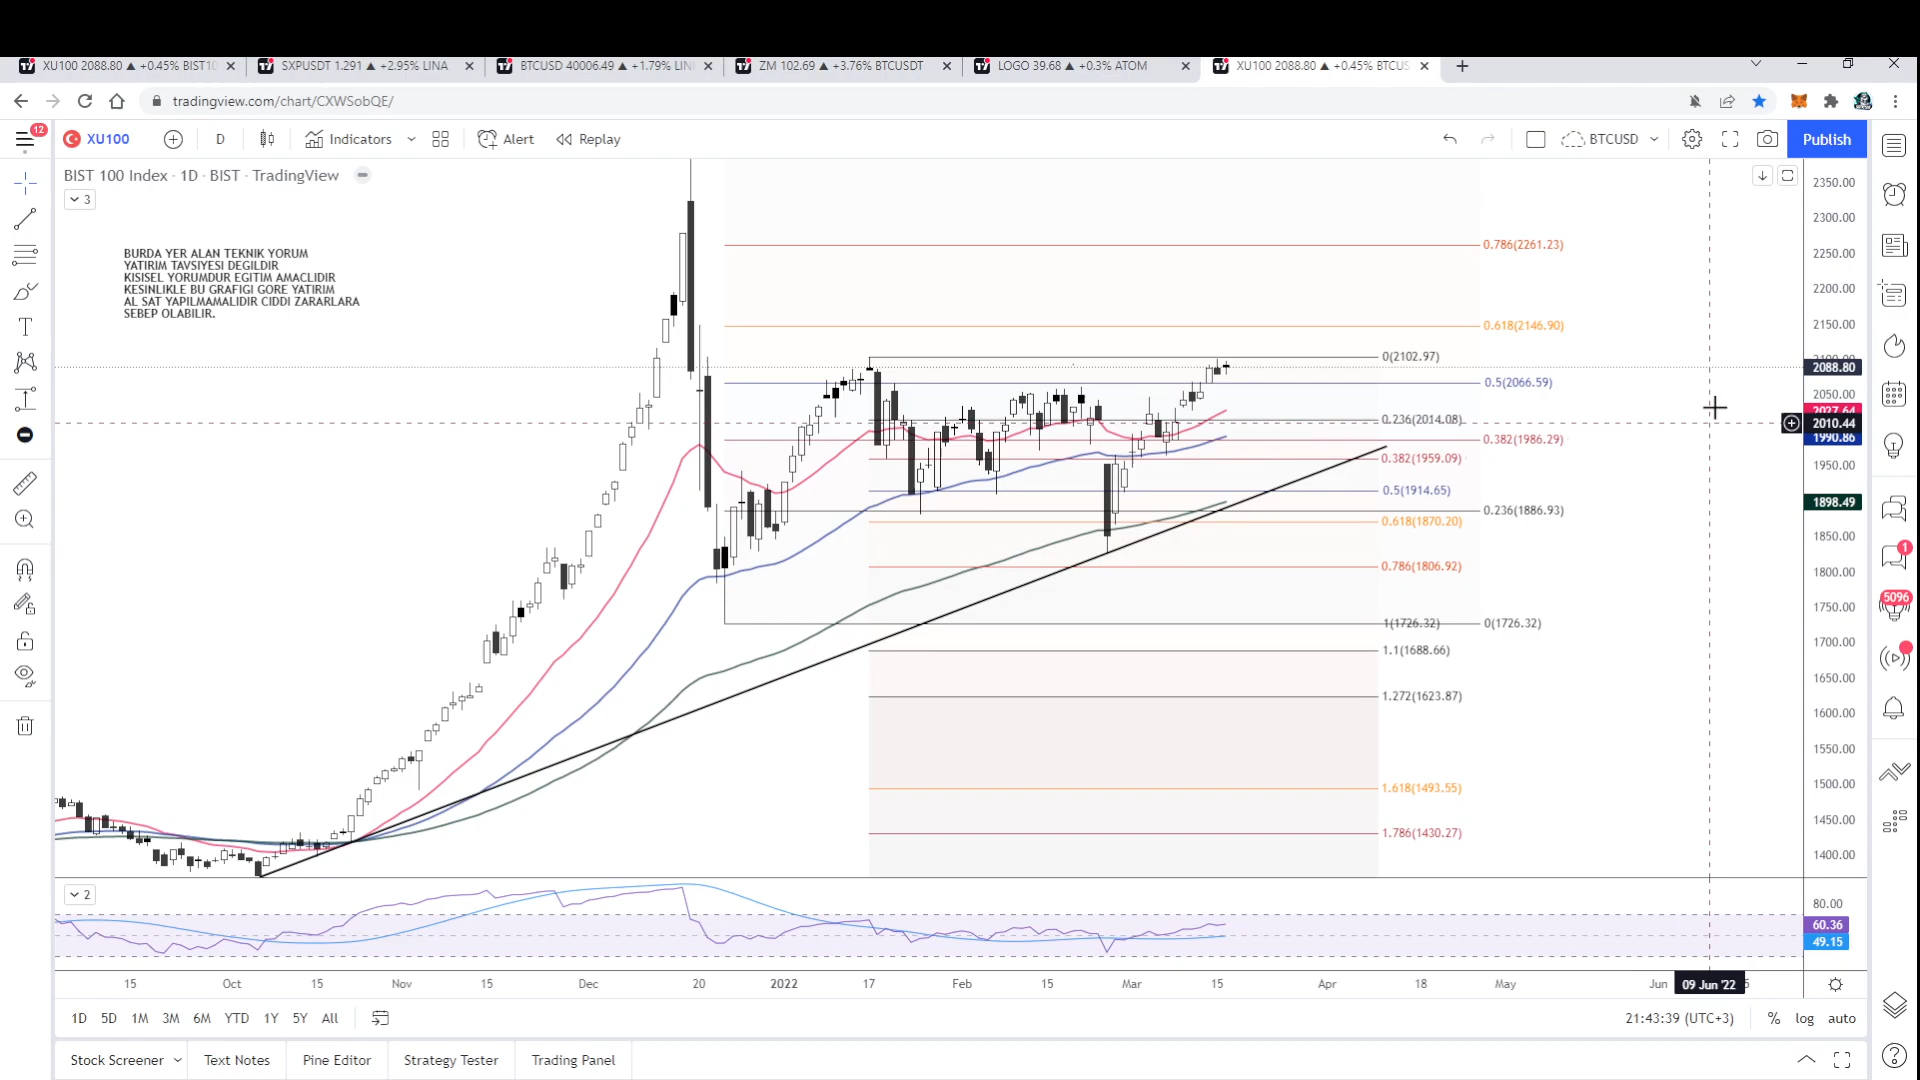 XU100 2088.80 ▲ +0.45% BIST10
SXPUSDT 1.291 ▲ +2.95% LINA
BTCUSD 40006.49 ▲ +1.79% LIN
ZM 102.69 ▲ +3.76% BTCUSDT
LOGO 39.68 ▲ +0.3% ATOM
XU100 2088.80 ▲ +0.45% BTCUS
tradingview.com/chart/CXWSobQE/
12
XU100
D
Indicators
Alert
Replay
BTCUSD
Publish
BIST 100 Index · 1D · BIST · TradingView
3
BURDA YER ALAN TEKNIK YORUM
YATIRIM TAVSIYESI DEGILDIR
KISISEL YORUMDUR EGITIM AMACLIDIR
KESINLIKLE BU GRAFIGI GORE YATIRIM
AL SAT YAPILMAMALIDIR CIDDI ZARARLARA
SEBEP OLABILIR.
0.786(2261.23)
0.618(2146.90)
0(2102.97)
0.5(2066.59)
0.236(2014.08)
0.382(1986.29)
0.382(1959.09)
0.5(1914.65)
0.236(1886.93)
0.618(1870.20)
0.786(1806.92)
1(1726.32)
0(1726.32)
1.1(1688.66)
1.272(1623.87)
1.618(1493.55)
1.786(1430.27)
2350.00
2300.00
2250.00
2200.00
2150.00
2100.00
2088.80
2050.00
2027.64
2010.44
1990.86
1950.00
1898.49
1850.00
1800.00
1750.00
1700.00
1650.00
1600.00
1550.00
1500.00
1450.00
1400.00
1
5096
2
80.00
60.36
49.15
15
Oct
15
Nov
15
Dec
20
2022
17
Feb
15
Mar
15
Apr
18
May
Jun
09 Jun '22
1D
5D
1M
3M
6M
YTD
1Y
5Y
All
21:43:39 (UTC+3)
%
log
auto
Stock Screener
Text Notes
Pine Editor
Strategy Tester
Trading Panel